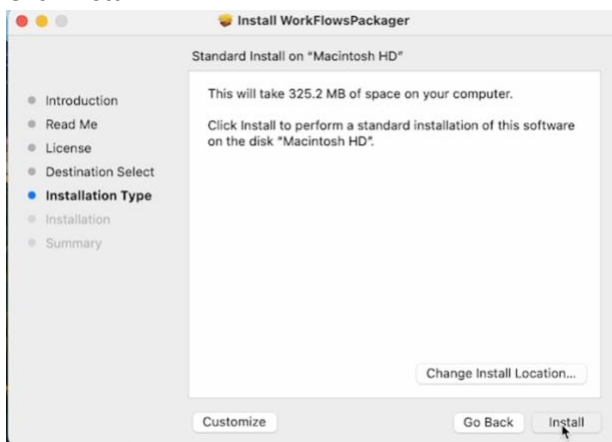 Install WorkFlowsPackager
Standard Install on "Macintosh HD"
Introduction
Read Me
License
Destination Select
Installation Type
Installation
Summary
This will take 325.2 MB of space on your computer.
Click Install to perform a standard installation of this software
on the disk "Macintosh HD".
Change Install Location...
Customize
Go Back
Install